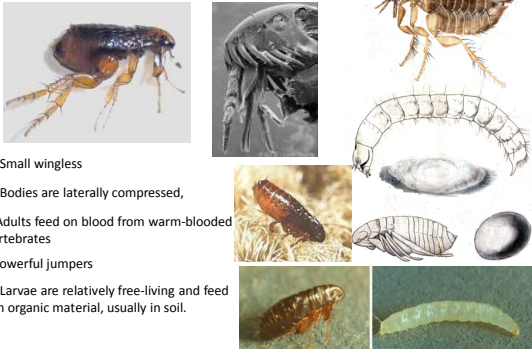 Small wingless
Bodies are laterally compressed,
dults feed on blood from warm-blooded
rtebrates
owerful jumpers
Larvae are relatively free-living and feed
n organic material, usually in soil.